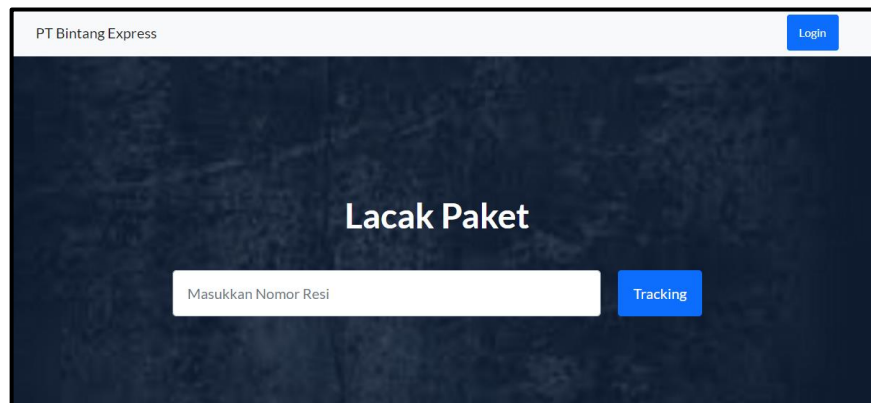 PT Bintang Express
Login
Lacak Paket
Masukkan Nomor Resi
Tracking